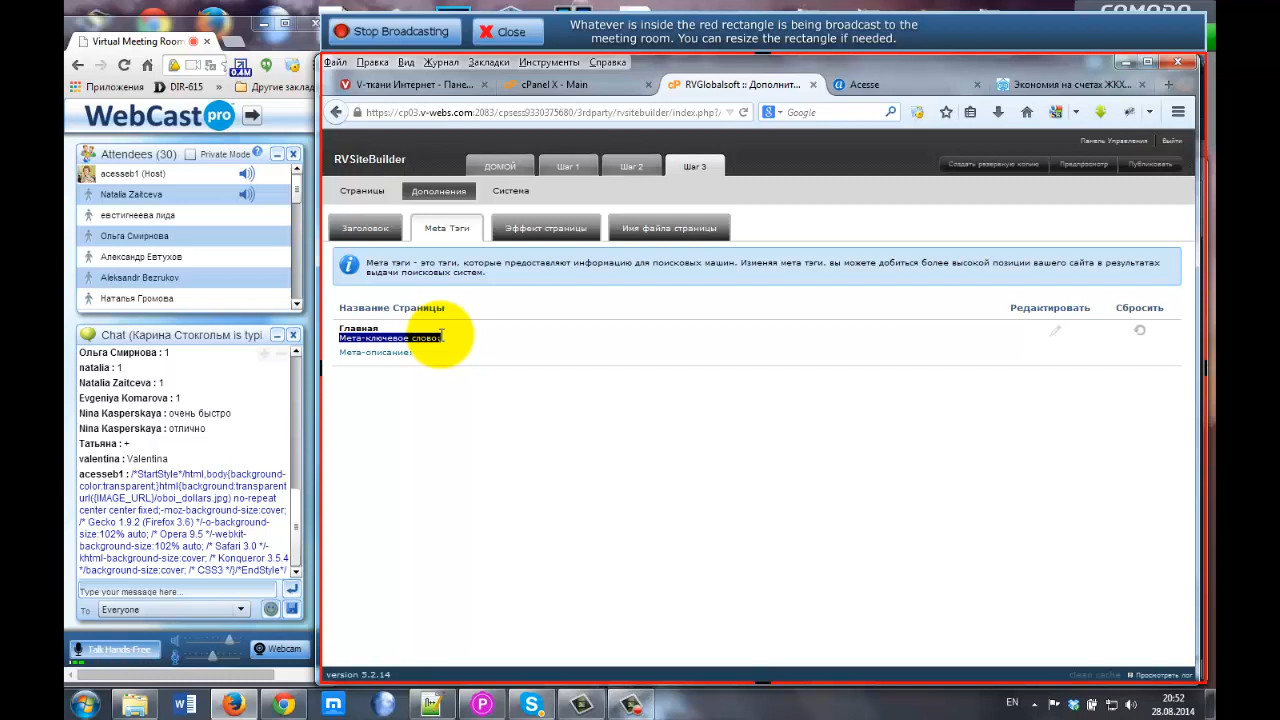 Stop Broadcasting
Close
Whatever is inside the red rectangle is being broadcast to the
meeting room. You can resize the rectangle if needed.
Virtual Meeting Room
Приложения
DIR-615
Другие заклад
0.4M
WebCast pro
Attendees (30)
Private Mode
acesseb1 (Host)
Natalia Zaitceva
евстигнеева лида
Ольга Смирнова
Александр Евтухов
Aleksandr Bezrukov
Наталья Громова
Chat (Карина Стокгольм is typi
Ольга Смирнова : 1
natalia : 1
Natalia Zaitceva : 1
Evgeniya Komarova : 1
Nina Kasperskaya : очень быстро
Nina Kasperskaya : отлично
Татьяна : +
valentina : Valentina
acesseb1 : /*StartStyle*/html,body{background-
color:transparent;}html{background:transparent
url({IMAGE_URL}/oboi_dollars.jpg) no-repeat
center center fixed;-moz-background-size:cover;
/* Gecko 1.9.2 (Firefox 3.6) */-o-background-
size:102% auto; /* Opera 9.5 */-webkit-
background-size:102% auto; /* Safari 3.0 */-
khtml-background-size:cover; /* Konqueror 3.5.4
*/background-size:cover; /* CSS3 */}/*EndStyle*/
Type your message here...
To
Everyone
Talk Hands-Free
Webcam
Файл Правка Вид Журнал Закладки Инструменты Справка
V-ткани Интернет - Пане...
cPanel X - Main
RVGlobalsoft :: Дополнит...
Acesse
Экономия на счетах ЖКХ...
https://cp03.v-webs.com:2083/cpsess9330375680/3rdparty/rvsitebuilder/index.php?/
Google
Панель Управления
Выйти
RVSiteBuilder
ДОМОЙ
Шаг 1
Шаг 2
Шаг 3
Создать резервную копию
Предпросмотр
Публиковать
Страницы
Дополнения
Система
Заголовок
Meta Тэги
Эффект страницы
Имя файла страницы
Мета тэги - это тэги, которые предоставляют информацию для поисковых машин. Изменяя мета тэги, вы можете добиться более высокой позиции вашего сайта в результатах
выдачи поисковых систем.
Название Страницы
Редактировать
Сбросить
Главная
Мета-ключевое слово:
Мета-описание:
version 5.2.14
clean cache
Просмотреть лог
EN
20:52
28.08.2014